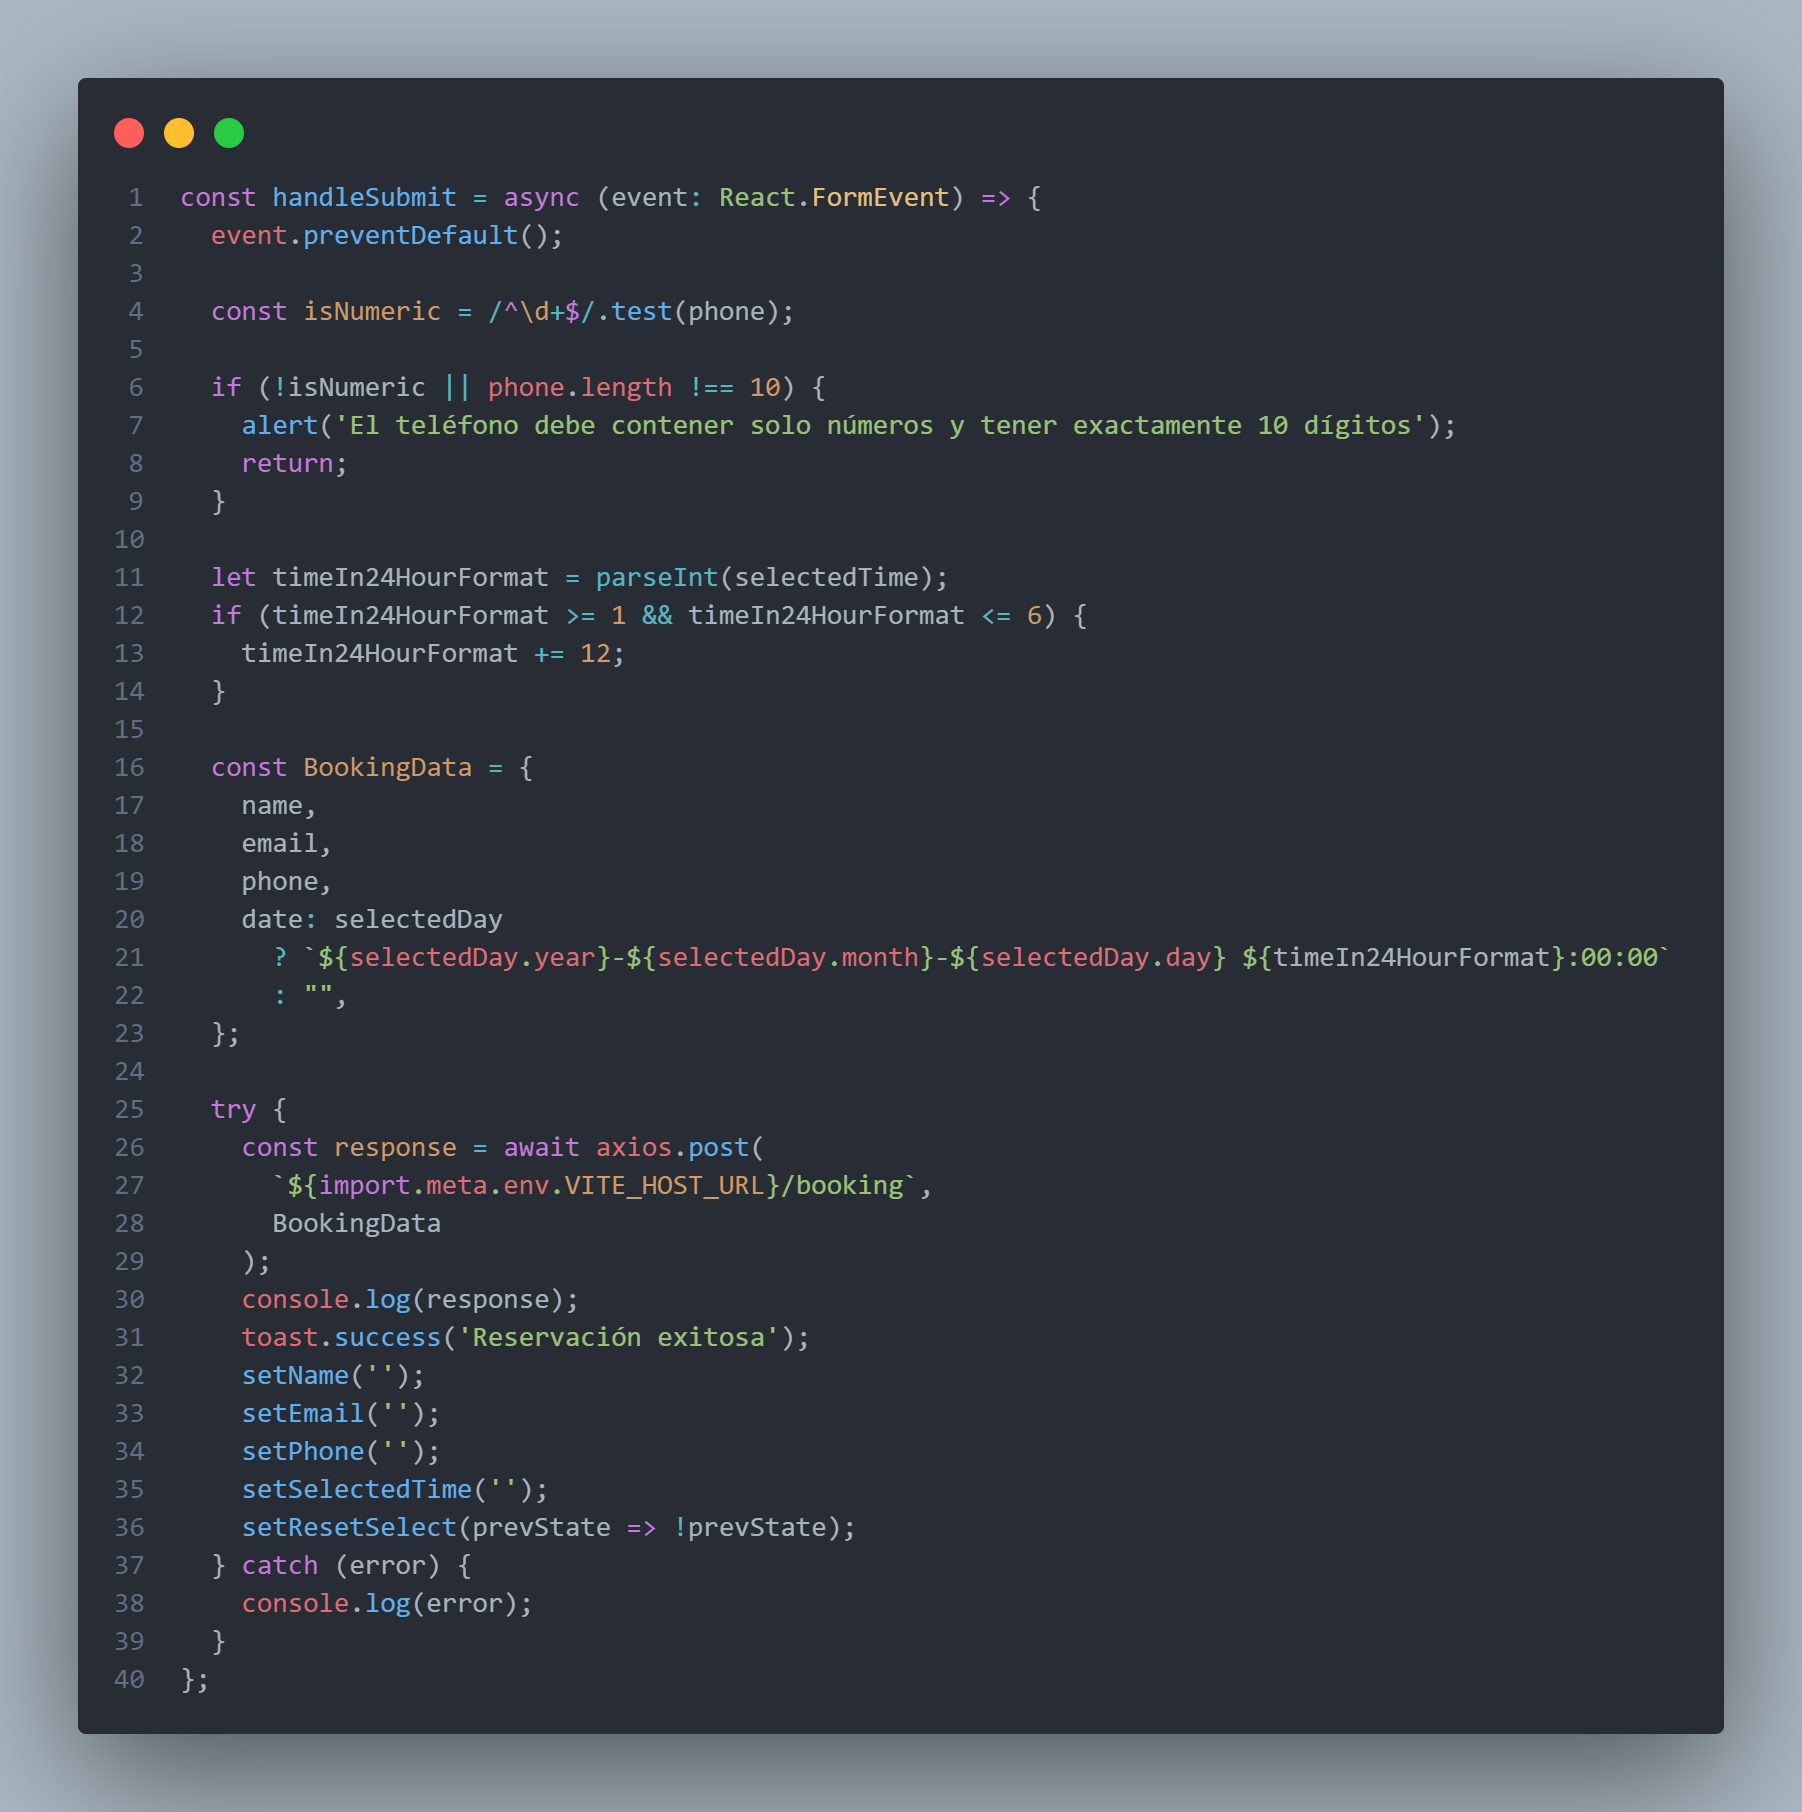 1 const handleSubmit = async (event: React.FormEvent) => {
2   event.preventDefault();
3
4   const isNumeric = /^\d+$/.test(phone);
5
6   if (!isNumeric || phone.length !== 10) {
7     alert('El teléfono debe contener solo números y tener exactamente 10 dígitos');
8     return;
9   }
10
11   let timeIn24HourFormat = parseInt(selectedTime);
12   if (timeIn24HourFormat >= 1 && timeIn24HourFormat <= 6) {
13     timeIn24HourFormat += 12;
14   }
15
16   const BookingData = {
17     name,
18     email,
19     phone,
20     date: selectedDay
21       ? `${selectedDay.year}-${selectedDay.month}-${selectedDay.day} ${timeIn24HourFormat}:00:00`
22       : "",
23   };
24
25   try {
26     const response = await axios.post(
27       `${import.meta.env.VITE_HOST_URL}/booking`,
28       BookingData
29     );
30     console.log(response);
31     toast.success('Reservación exitosa');
32     setName('');
33     setEmail('');
34     setPhone('');
35     setSelectedTime('');
36     setResetSelect(prevState => !prevState);
37   } catch (error) {
38     console.log(error);
39   }
40 };